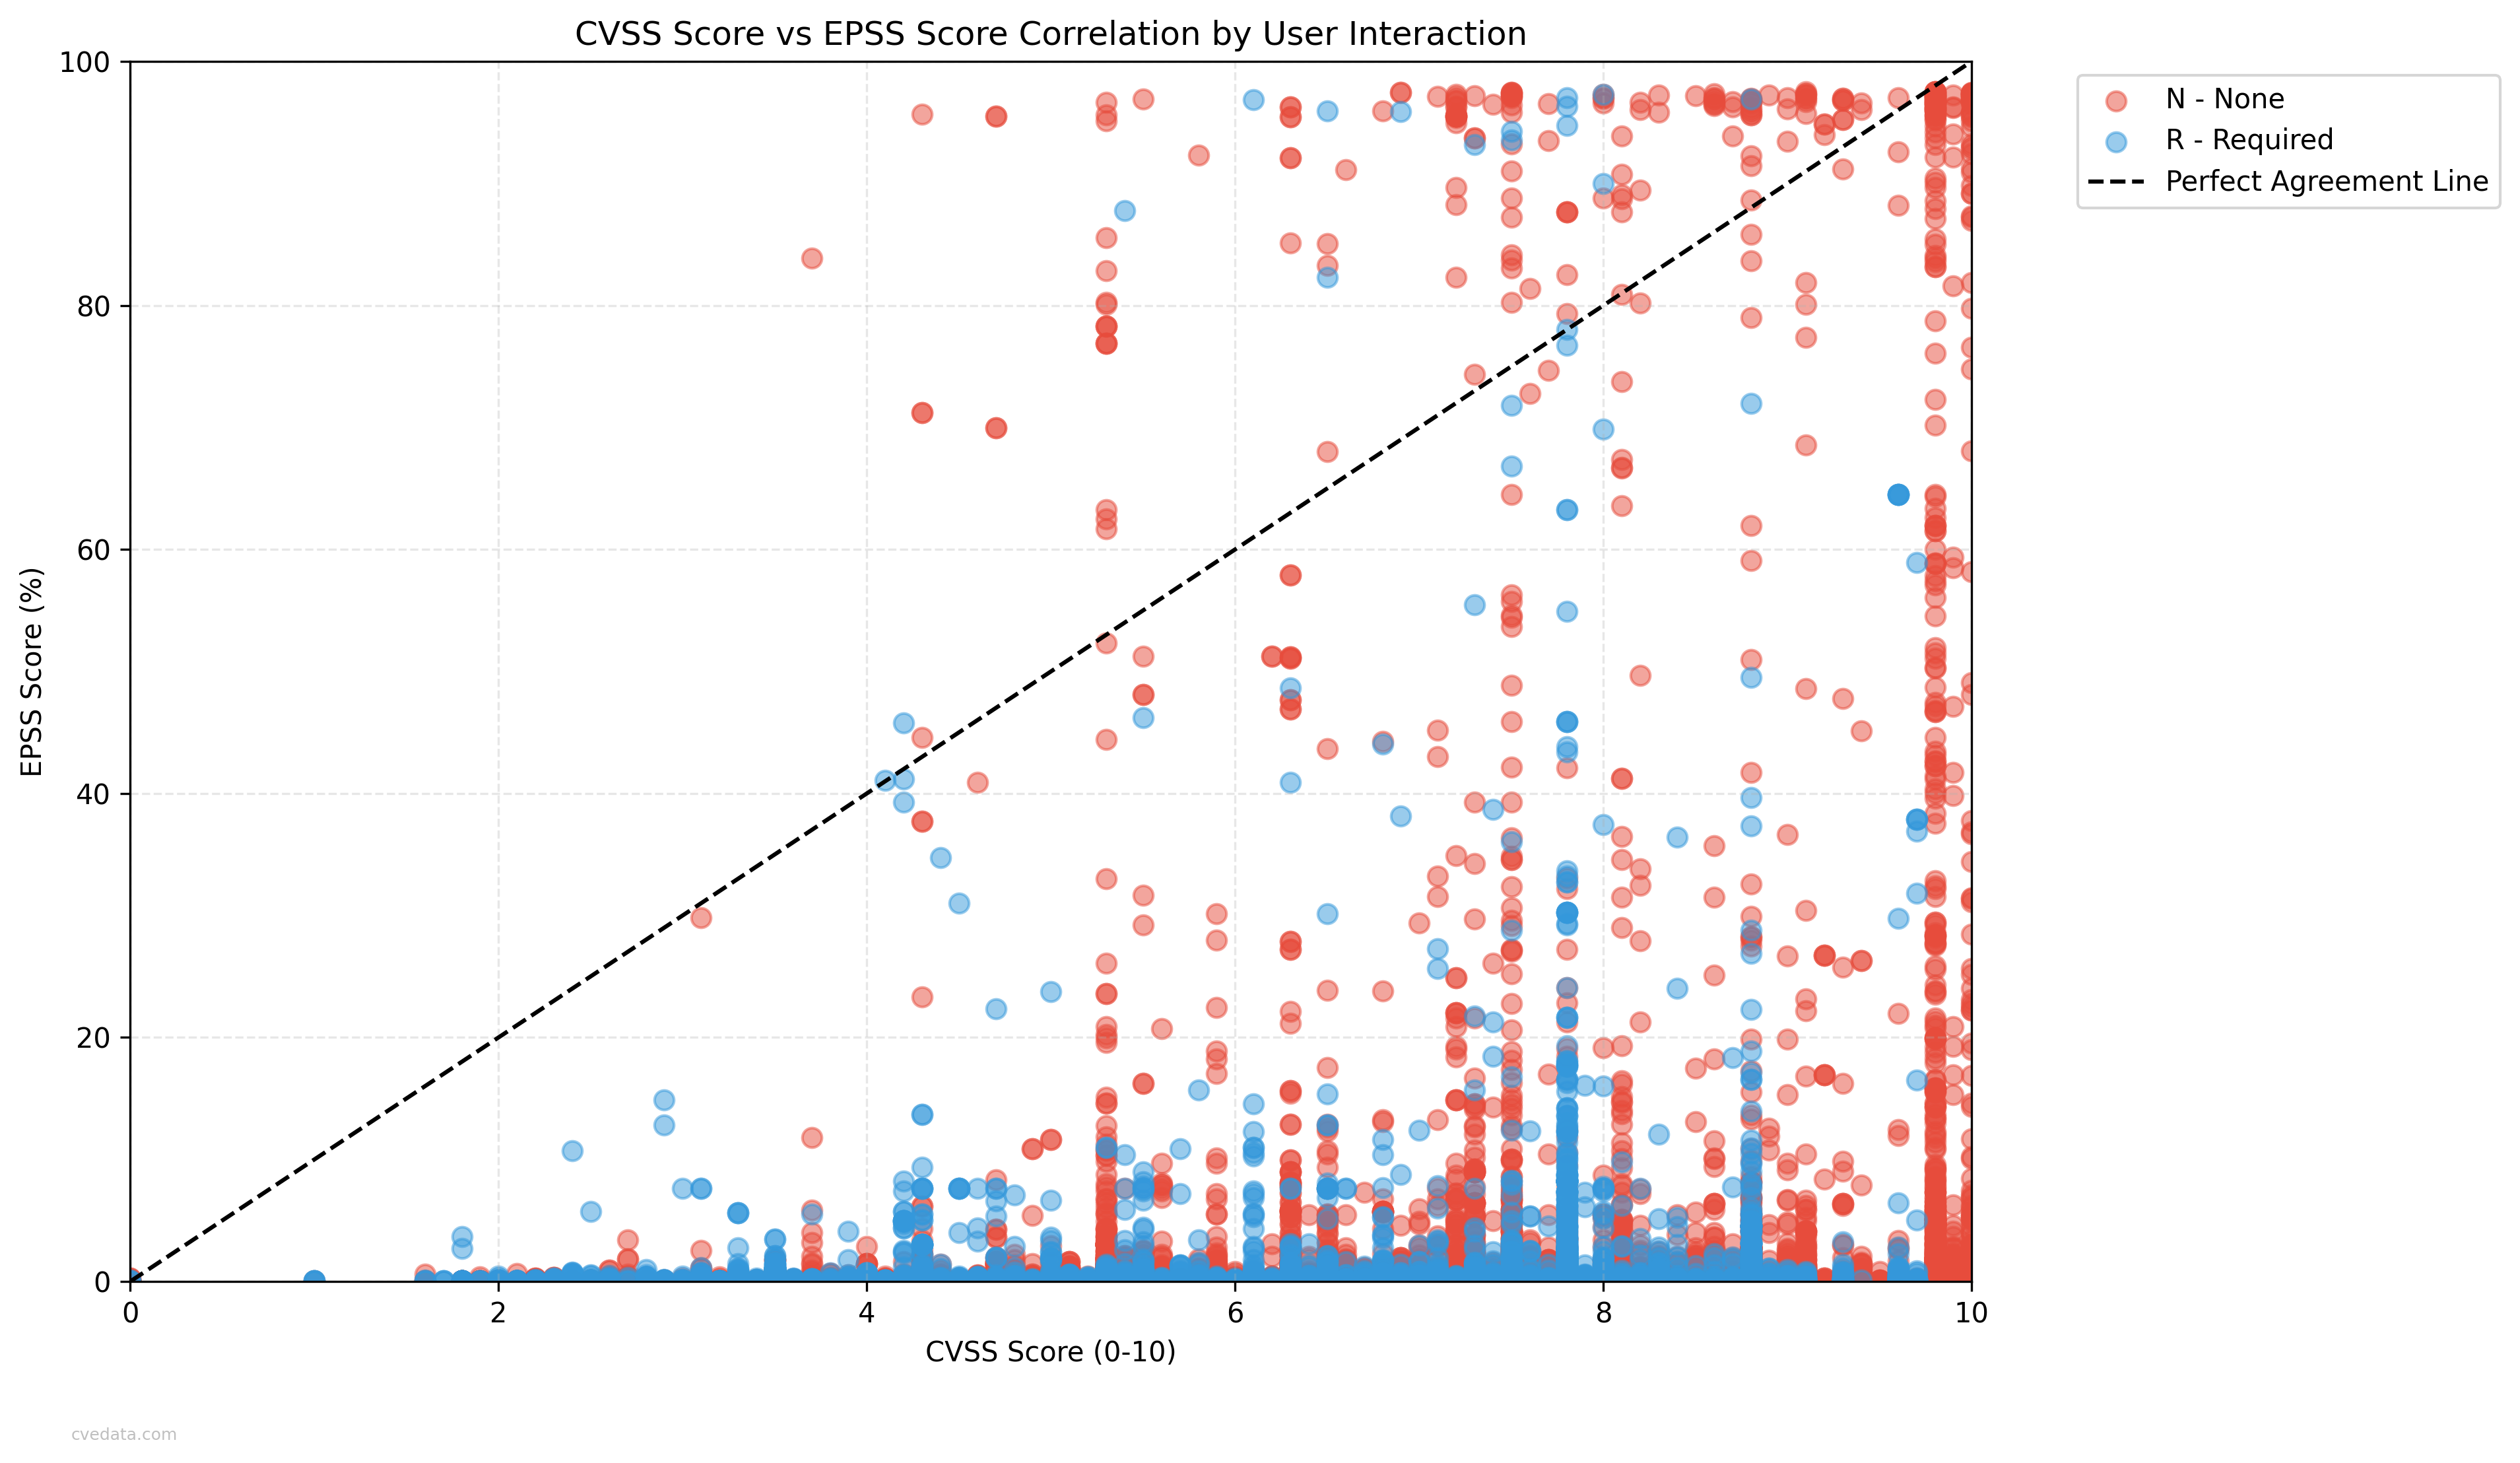 CVSS Score vs EPSS Score Correlation by User Interaction
100
80
60
40
20
0
EPSS Score (%)
0 2 4 6 8 10
CVSS Score (0-10)
N - None
R - Required
Perfect Agreement Line
cvedata.com